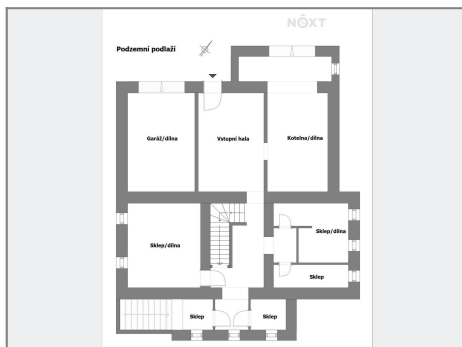 NOXT
Podzemní podlaží
Garáž/dílna
Vstupní hala
Kotelna/dílna
Sklep/dílna
Sklep/dílna
Sklep
Sklep
Sklep